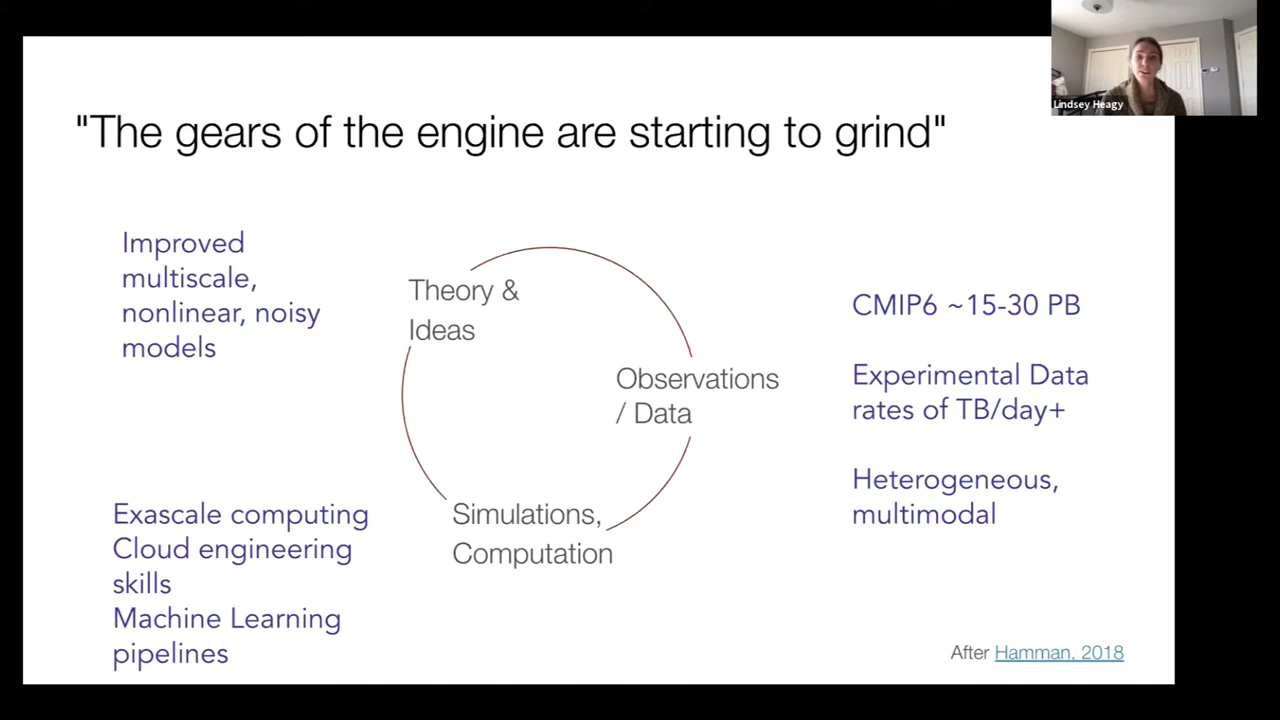 Lindsey Heagy
"The gears of the engine are starting to grind"
Improved
multiscale,
nonlinear, noisy
models
Theory &
Ideas
Observations
/ Data
CMIP6 ~15-30 PB
Experimental Data
rates of TB/day+
Heterogeneous,
multimodal
Exascale computing
Cloud engineering
skills
Machine Learning
pipelines
Simulations,
Computation
After Hamman, 2018